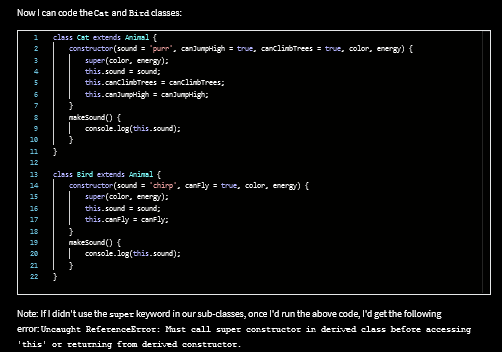 Now I can code the Cat and Bird classes:
1 class Cat extends Animal {
2 constructor(sound = 'purr', canJumpHigh = true, canClimbTrees = true, color, energy) {
3 super(color, energy);
4 this.sound = sound;
5 this.canClimbTrees = canClimbTrees;
6 this.canJumpHigh = canJumpHigh;
7 }
8 makeSound() {
9 console.log(this.sound);
10 }
11 }
12
13 class Bird extends Animal {
14 constructor(sound = 'chirp', canFly = true, color, energy) {
15 super(color, energy);
16 this.sound = sound;
17 this.canFly = canFly;
18 }
19 makeSound() {
20 console.log(this.sound);
21 }
22 }
Note: If I didn't use the super keyword in our sub-classes, once I'd run the above code, I'd get the following
error: Uncaught ReferenceError: Must call super constructor in derived class before accessing
'this' or returning from derived constructor.